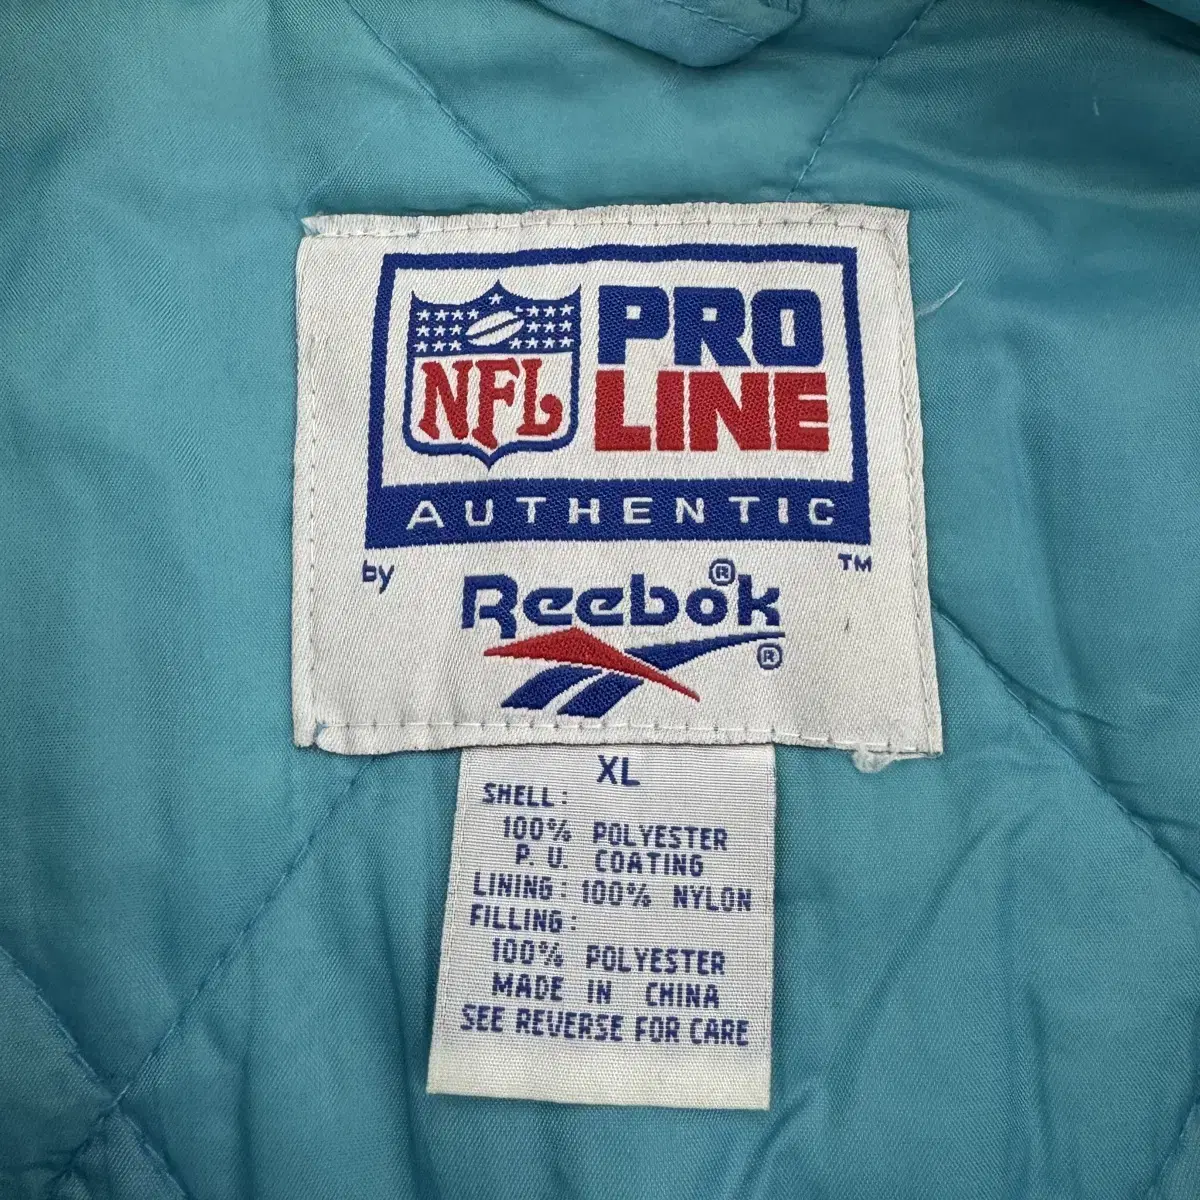 NFL PRO
LINE
AUTHENTIC
by ™
Reebok®
®
XL
SHELL:
100% POLYESTER
P. U. COATING
LINING: 100% NYLON
FILLING:
100% POLYESTER
MADE IN CHINA
SEE REVERSE FOR CARE